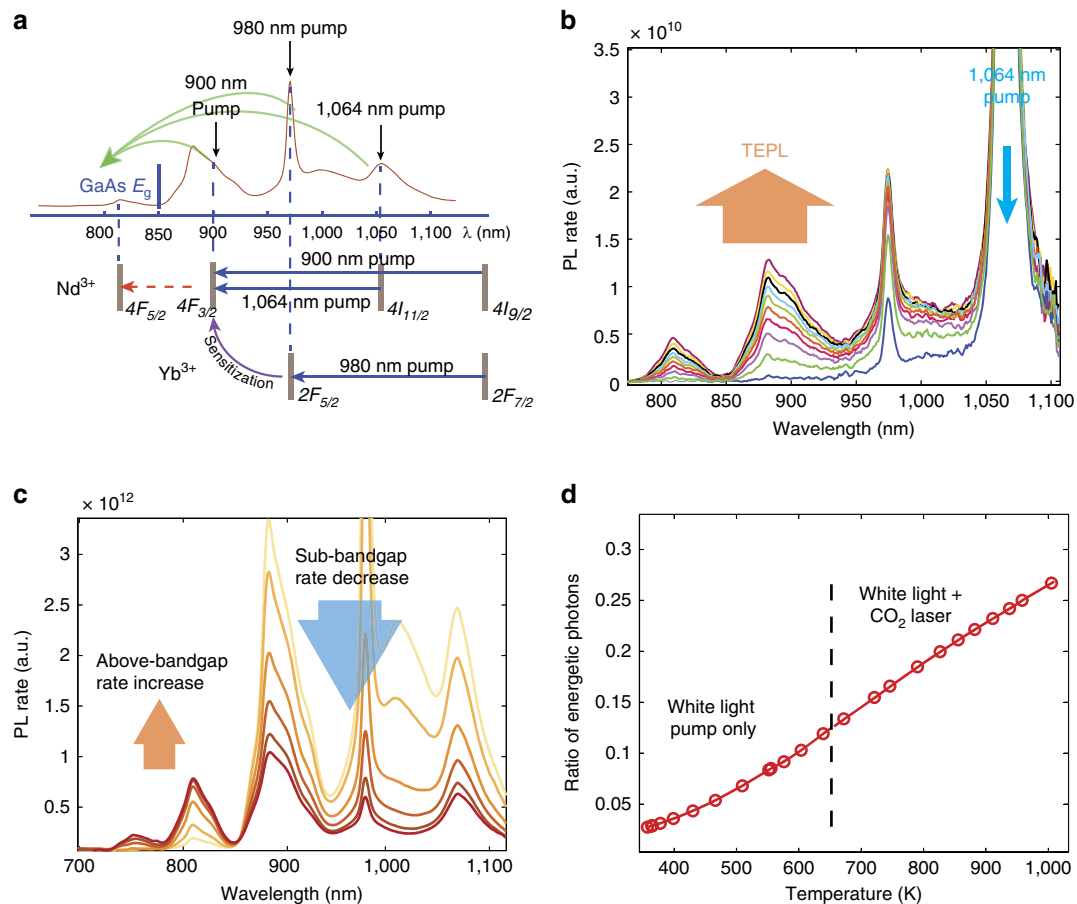 a
980 nm pump
900 nm
Pump
1,064 nm pump
GaAs Eg
800 850 900 950 1,000 1,050 1,100 λ (nm)
900 nm pump
Nd3+
4F5/2 4F3/2 1,064 nm pump 4I11/2 4I9/2
Sensitization
Yb3+
980 nm pump
2F5/2 2F7/2
b
× 10^10
3.5
3
2.5
2
1.5
1
0.5
0
PL rate (a.u.)
1,064 nm
pump
TEPL
800 850 900 950 1,000 1,050 1,100
Wavelength (nm)
c
× 10^12
3
2.5
2
1.5
1
0.5
PL rate (a.u.)
Sub-bandgap
rate decrease
Above-bandgap
rate increase
700 800 900 1,000 1,100
Wavelength (nm)
d
0.30
0.25
0.20
0.15
0.10
0.05
Ratio of energetic photons
White light +
CO2 laser
White light
pump only
400 500 600 700 800 900 1,000
Temperature (K)